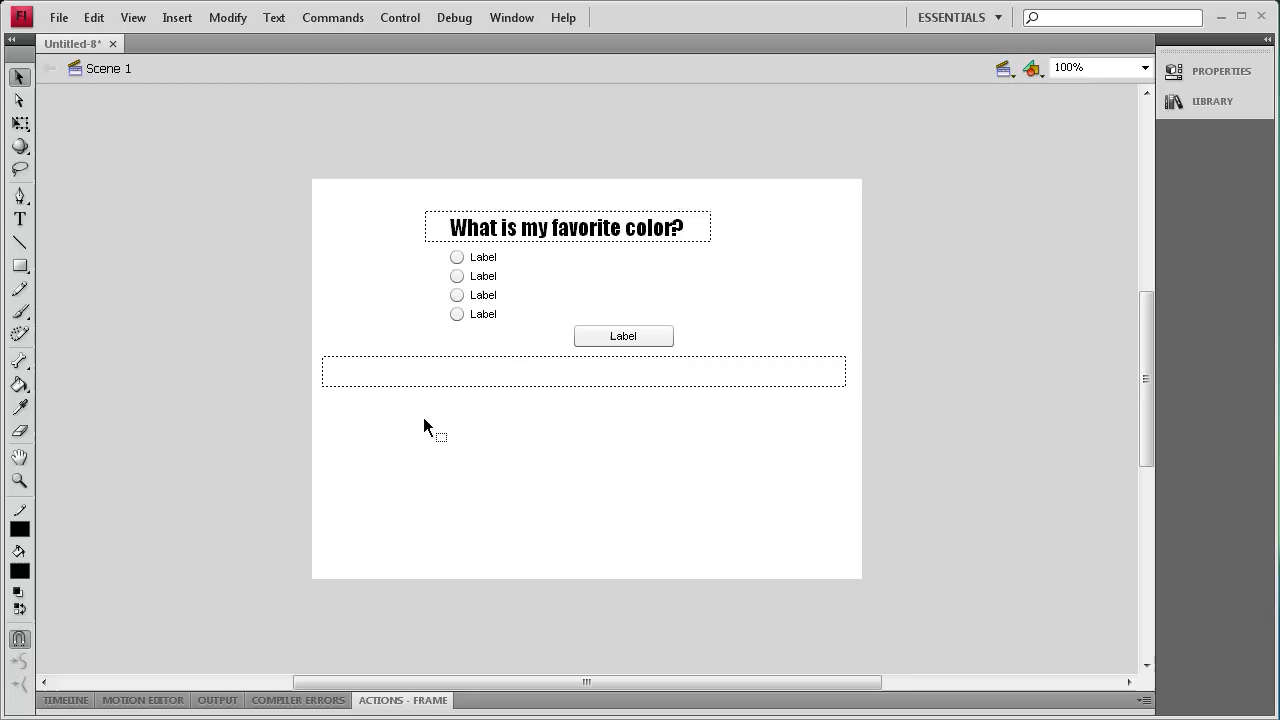 Fl File Edit View Insert Modify Text Commands Control Debug Window Help ESSENTIALS
Untitled-8*
Scene 1 100%
PROPERTIES
LIBRARY
What is my favorite color?
Label
Label
Label
Label
Label
TIMELINE MOTION EDITOR OUTPUT COMPILER ERRORS ACTIONS - FRAME